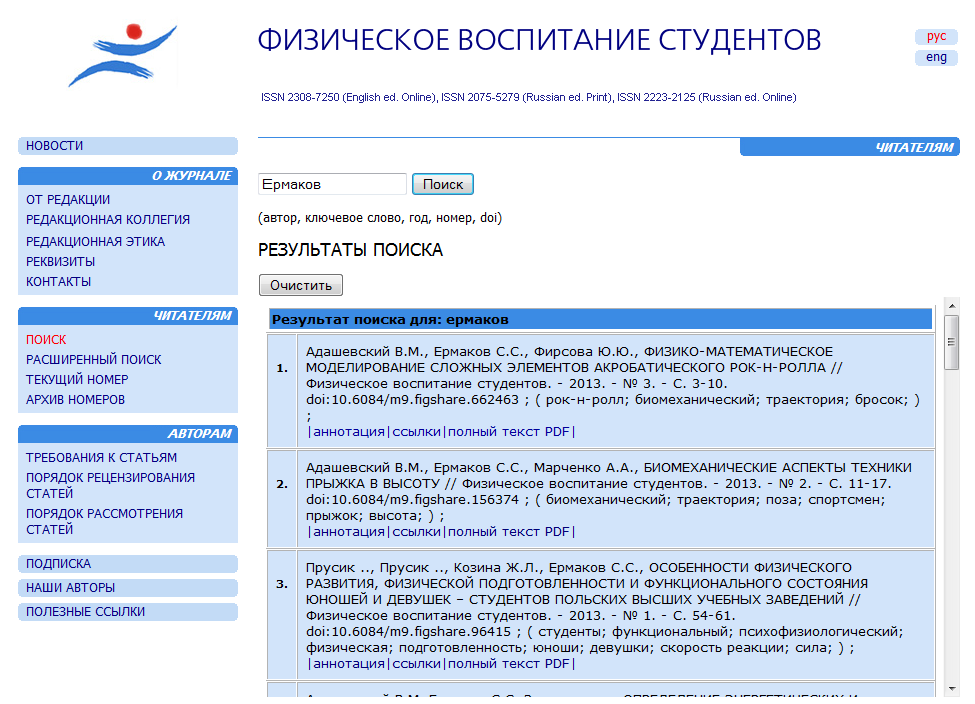 ФИЗИЧЕСКОЕ ВОСПИТАНИЕ СТУДЕНТОВ
рус
eng
ISSN 2308-7250 (English ed. Online), ISSN 2075-5279 (Russian ed. Print), ISSN 2223-2125 (Russian ed. Online)
НОВОСТИ
О ЖУРНАЛЕ
ОТ РЕДАКЦИИ
РЕДАКЦИОННАЯ КОЛЛЕГИЯ
РЕДАКЦИОННАЯ ЭТИКА
РЕКВИЗИТЫ
КОНТАКТЫ
ЧИТАТЕЛЯМ
ПОИСК
РАСШИРЕННЫЙ ПОИСК
ТЕКУЩИЙ НОМЕР
АРХИВ НОМЕРОВ
АВТОРАМ
ТРЕБОВАНИЯ К СТАТЬЯМ
ПОРЯДОК РЕЦЕНЗИРОВАНИЯ
СТАТЕЙ
ПОРЯДОК РАССМОТРЕНИЯ
СТАТЕЙ
ПОДПИСКА
НАШИ АВТОРЫ
ПОЛЕЗНЫЕ ССЫЛКИ
ЧИТАТЕЛЯМ
Ермаков Поиск
(автор, ключевое слово, год, номер, doi)
РЕЗУЛЬТАТЫ ПОИСКА
Очистить
Результат поиска для: ермаков
1. Адашевский В.М., Ермаков С.С., Фирсова Ю.Ю., ФИЗИКО-МАТЕМАТИЧЕСКОЕ
МОДЕЛИРОВАНИЕ СЛОЖНЫХ ЭЛЕМЕНТОВ АКРОБАТИЧЕСКОГО РОК-Н-РОЛЛА //
Физическое воспитание студентов. - 2013. - № 3. - С. 3-10.
doi:10.6084/m9.figshare.662463 ; ( рок-н-ролл; биомеханический; траектория; бросок; )
;
|аннотация|ссылки|полный текст PDF|
2. Адашевский В.М., Ермаков С.С., Марченко А.А., БИОМЕХАНИЧЕСКИЕ АСПЕКТЫ ТЕХНИКИ
ПРЫЖКА В ВЫСОТУ // Физическое воспитание студентов. - 2013. - № 2. - С. 11-17.
doi:10.6084/m9.figshare.156374 ; ( биомеханический; траектория; поза; спортсмен;
прыжок; высота; ) ;
|аннотация|ссылки|полный текст PDF|
3. Прусик .., Прусик .., Козина Ж.Л., Ермаков С.С., ОСОБЕННОСТИ ФИЗИЧЕСКОГО
РАЗВИТИЯ, ФИЗИЧЕСКОЙ ПОДГОТОВЛЕННОСТИ И ФУНКЦИОНАЛЬНОГО СОСТОЯНИЯ
ЮНОШЕЙ И ДЕВУШЕК – СТУДЕНТОВ ПОЛЬСКИХ ВЫСШИХ УЧЕБНЫХ ЗАВЕДЕНИЙ //
Физическое воспитание студентов. - 2013. - № 1. - С. 54-61.
doi:10.6084/m9.figshare.96415 ; ( студенты; функциональный; психофизиологический;
физическая; подготовленность; юноши; девушки; скорость реакции; сила; ) ;
|аннотация|ссылки|полный текст PDF|